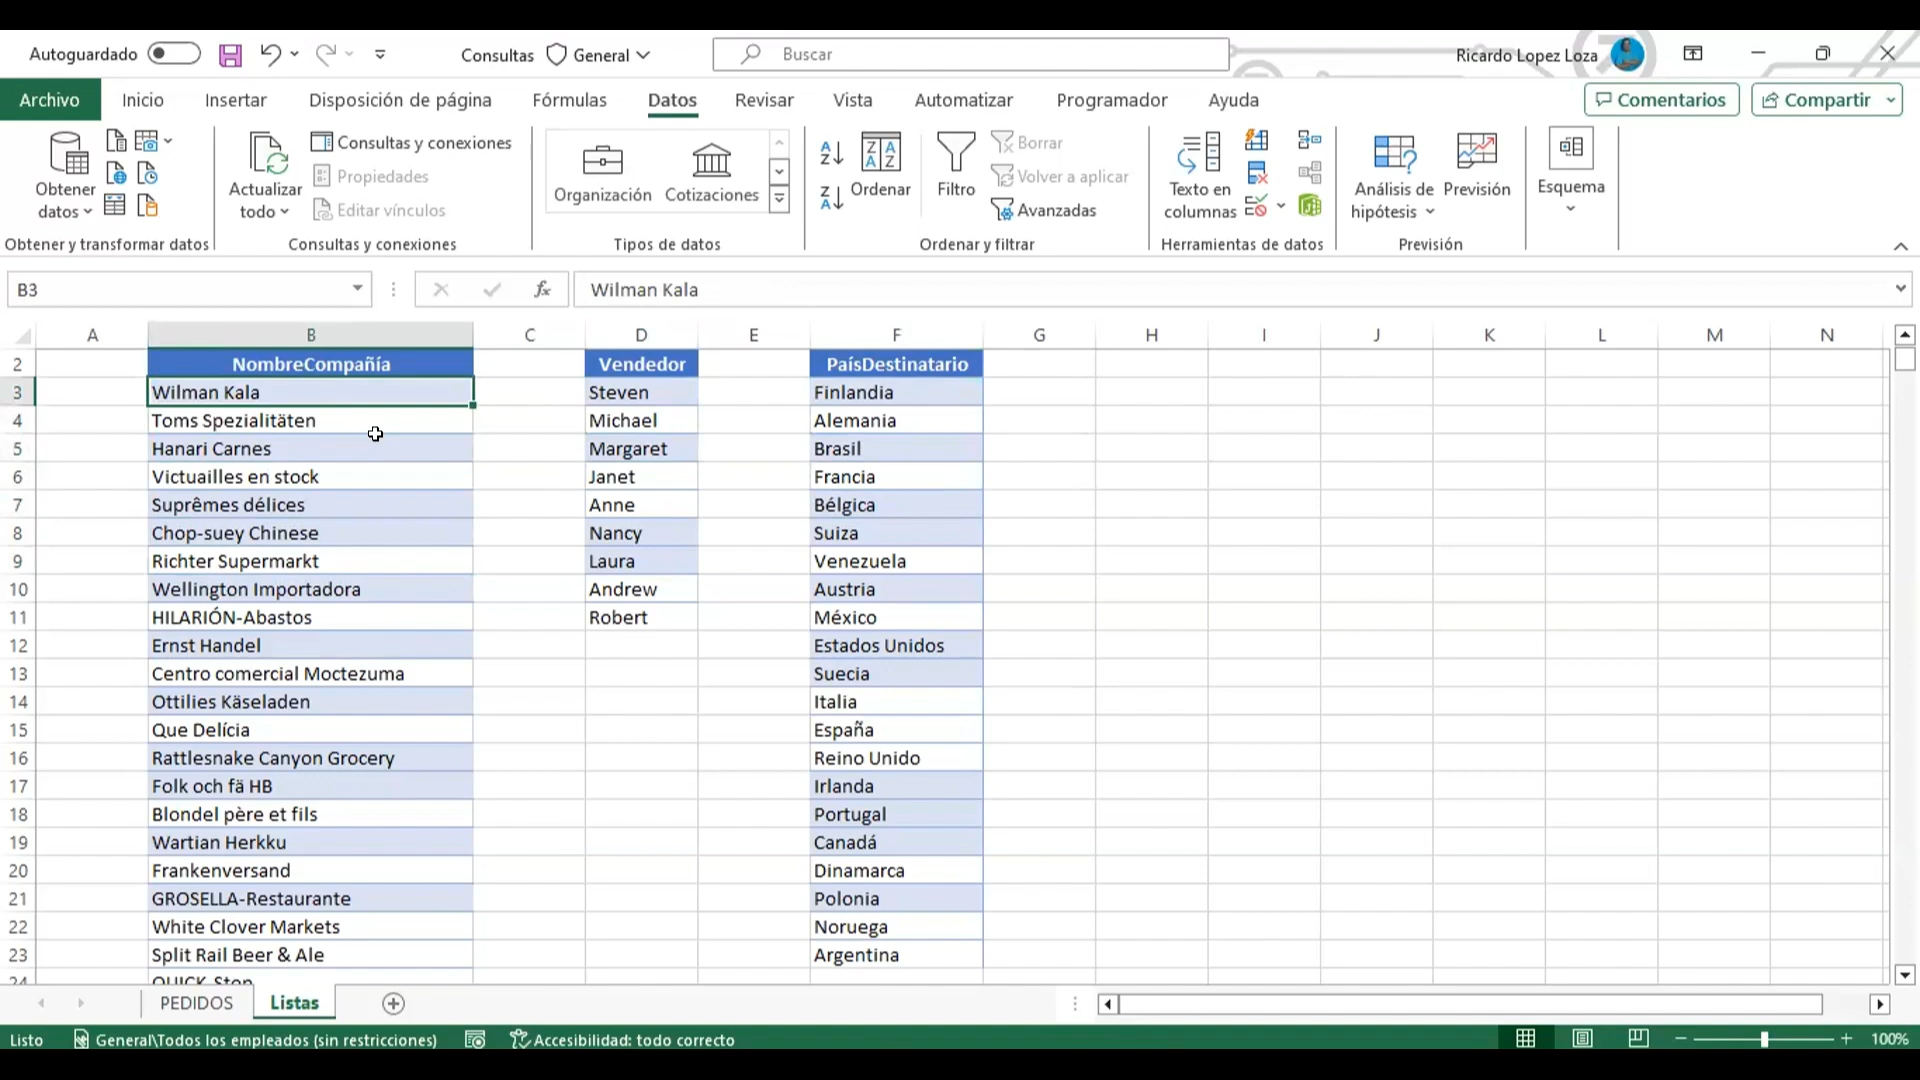 Autoguardado Consultas General Buscar Ricardo Lopez Loza
Archivo Inicio Insertar Disposición de página Fórmulas Datos Revisar Vista Automatizar Programador Ayuda Comentarios Compartir
Obtener datos
Obtener y transformar datos
Actualizar todo
Consultas y conexiones
Propiedades
Editar vínculos
Consultas y conexiones
Organización Cotizaciones
Tipos de datos
Ordenar
Filtro
Borrar
Volver a aplicar
Avanzadas
Ordenar y filtrar
Texto en columnas
Herramientas de datos
Análisis de hipótesis
Previsión
Previsión
Esquema
B3 fx Wilman Kala
A B C D E F G H I J K L M N
2 NombreCompañía Vendedor PaísDestinatario
3 Wilman Kala Steven Finlandia
4 Toms Spezialitäten Michael Alemania
5 Hanari Carnes Margaret Brasil
6 Victuailles en stock Janet Francia
7 Suprêmes délices Anne Bélgica
8 Chop-suey Chinese Nancy Suiza
9 Richter Supermarkt Laura Venezuela
10 Wellington Importadora Andrew Austria
11 HILARIÓN-Abastos Robert México
12 Ernst Handel Estados Unidos
13 Centro comercial Moctezuma Suecia
14 Ottilies Käseladen Italia
15 Que Delícia España
16 Rattlesnake Canyon Grocery Reino Unido
17 Folk och fä HB Irlanda
18 Blondel père et fils Portugal
19 Wartian Herkku Canadá
20 Frankenversand Dinamarca
21 GROSELLA-Restaurante Polonia
22 White Clover Markets Noruega
23 Split Rail Beer & Ale Argentina
24 QUICK-Stop
PEDIDOS Listas
Listo General\Todos los empleados (sin restricciones) Accesibilidad: todo correcto 100%